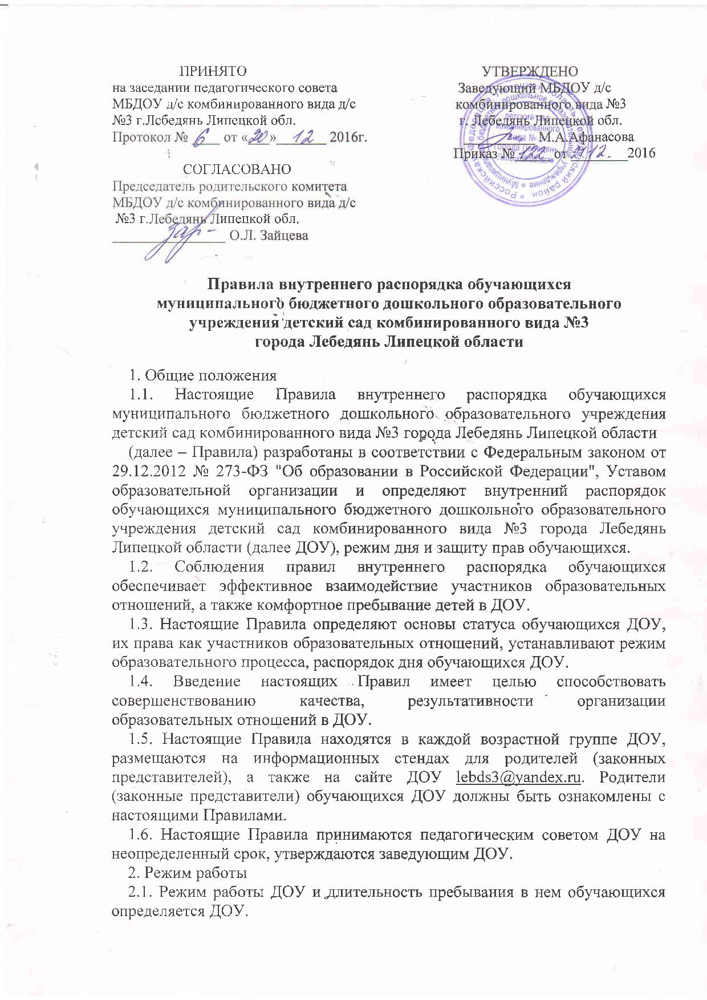 ПРИНЯТО
на заседании педагогического совета
МБДОУ д/с комбинированного вида д/с
№3 г.Лебедянь Липецкой обл.
Протокол № 6 от «20» 12 2016г.
СОГЛАСОВАНО
Председатель родительского комитета
МБДОУ д/с комбинированного вида д/с
№3 г.Лебедянь Липецкой обл.
О.Л. Зайцева
УТВЕРЖДЕНО
Заведующий МБДОУ д/с
комбинированного вида №3
г. Лебедянь Липецкой обл.
М.А.Афанасова
Приказ № 122 от 21.12. 2016
Правила внутреннего распорядка обучающихся
муниципального бюджетного дошкольного образовательного
учреждения детский сад комбинированного вида №3
города Лебедянь Липецкой области
1. Общие положения
1.1. Настоящие Правила внутреннего распорядка обучающихся
муниципального бюджетного дошкольного образовательного учреждения
детский сад комбинированного вида №3 города Лебедянь Липецкой области
(далее – Правила) разработаны в соответствии с Федеральным законом от
29.12.2012 № 273-ФЗ "Об образовании в Российской Федерации", Уставом
образовательной организации и определяют внутренний распорядок
обучающихся муниципального бюджетного дошкольного образовательного
учреждения детский сад комбинированного вида №3 города Лебедянь
Липецкой области (далее ДОУ), режим дня и защиту прав обучающихся.
1.2. Соблюдения правил внутреннего распорядка обучающихся
обеспечивает эффективное взаимодействие участников образовательных
отношений, а также комфортное пребывание детей в ДОУ.
1.3. Настоящие Правила определяют основы статуса обучающихся ДОУ,
их права как участников образовательных отношений, устанавливают режим
образовательного процесса, распорядок дня обучающихся ДОУ.
1.4. Введение настоящих Правил имеет целью способствовать
совершенствованию качества, результативности организации
образовательных отношений в ДОУ.
1.5. Настоящие Правила находятся в каждой возрастной группе ДОУ,
размещаются на информационных стендах для родителей (законных
представителей), а также на сайте ДОУ lebds3@yandex.ru. Родители
(законные представители) обучающихся ДОУ должны быть ознакомлены с
настоящими Правилами.
1.6. Настоящие Правила принимаются педагогическим советом ДОУ на
неопределенный срок, утверждаются заведующим ДОУ.
2. Режим работы
2.1. Режим работы ДОУ и длительность пребывания в нем обучающихся
определяется ДОУ.